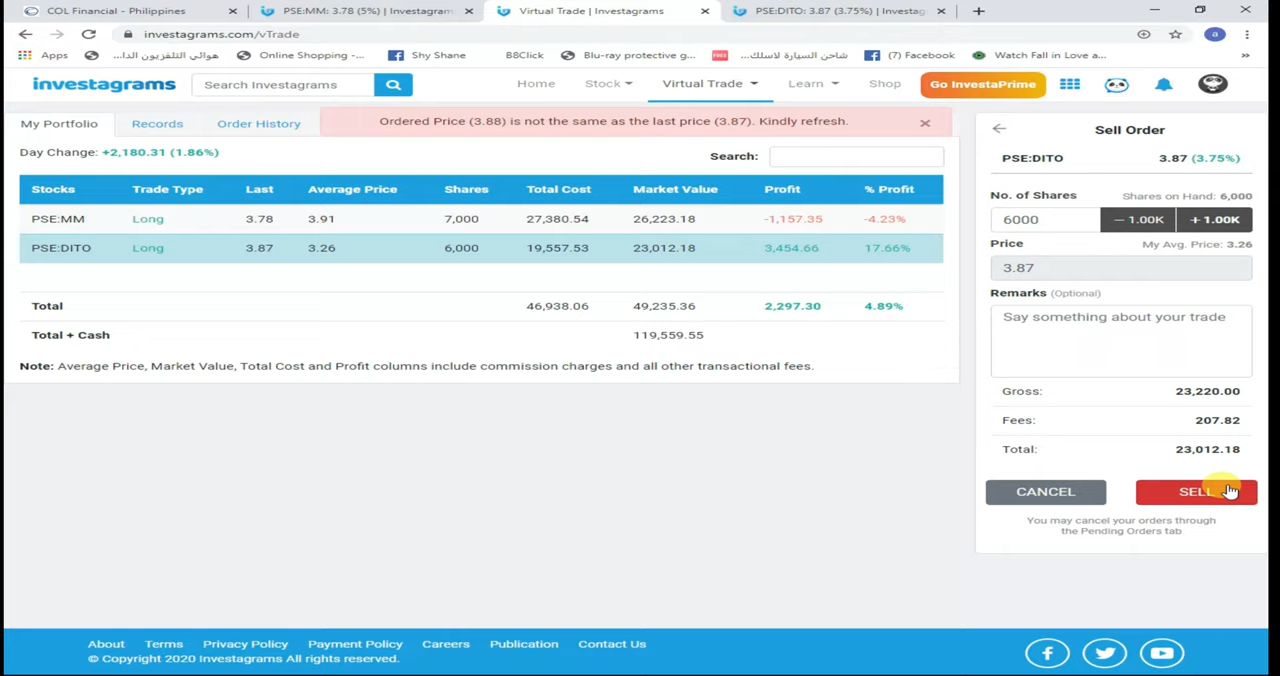 COL Financial - Philippines
PSE:MM: 3.78 (5%) | Investagram
Virtual Trade | Investagrams
PSE:DITO: 3.87 (3.75%) | Investag
investagrams.com/vTrade
a
Apps
هوائي التلفزيون الدا...
Online Shopping -...
Shy Shane
B8Click
Blu-ray protective g...
FREE
شاحن السيارة لاسلك...
(7) Facebook
Watch Fall in Love a...
»
investagrams
Search Investagrams
Home
Stock
Virtual Trade
Learn
Shop
Go InvestaPrime
My Portfolio
Records
Order History
Ordered Price (3.88) is not the same as the last price (3.87). Kindly refresh.
Day Change: +2,180.31 (1.86%)
Search:
Stocks Trade Type Last Average Price Shares Total Cost Market Value Profit % Profit
PSE:MM Long 3.78 3.91 7,000 27,380.54 26,223.18 -1,157.35 -4.23%
PSE:DITO Long 3.87 3.26 6,000 19,557.53 23,012.18 3,454.66 17.66%
Total 46,938.06 49,235.36 2,297.30 4.89%
Total + Cash 119,559.55
Note: Average Price, Market Value, Total Cost and Profit columns include commission charges and all other transactional fees.
Sell Order
PSE:DITO 3.87 (3.75%)
No. of Shares Shares on Hand: 6,000
6000 − 1.00K + 1.00K
Price My Avg. Price: 3.26
3.87
Remarks (Optional)
Say something about your trade
Gross: 23,220.00
Fees: 207.82
Total: 23,012.18
CANCEL SELL
You may cancel your orders through
the Pending Orders tab
About Terms Privacy Policy Payment Policy Careers Publication Contact Us
© Copyright 2020 Investagrams All rights reserved.